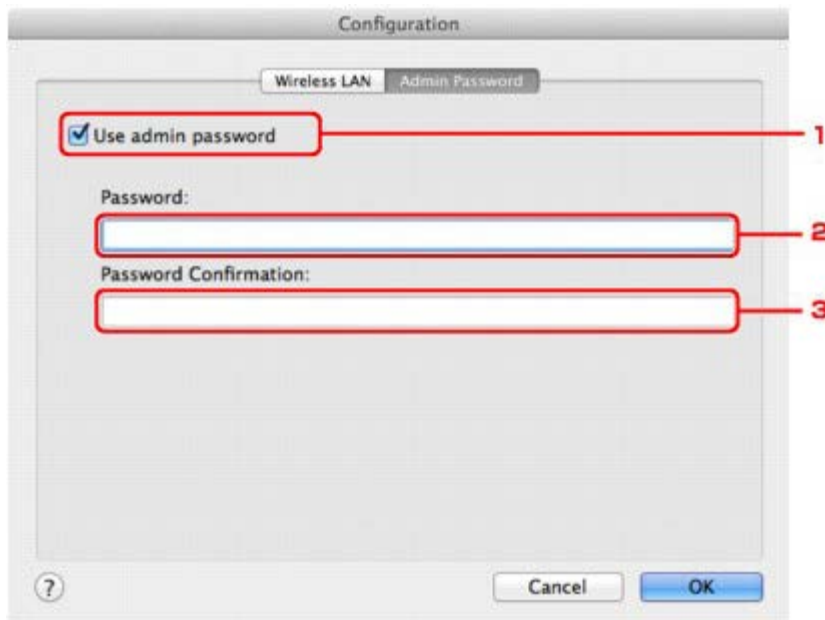 Configuration
Wireless LAN Admin Password
Use admin password 1
Password:
2
Password Confirmation:
3
? Cancel OK